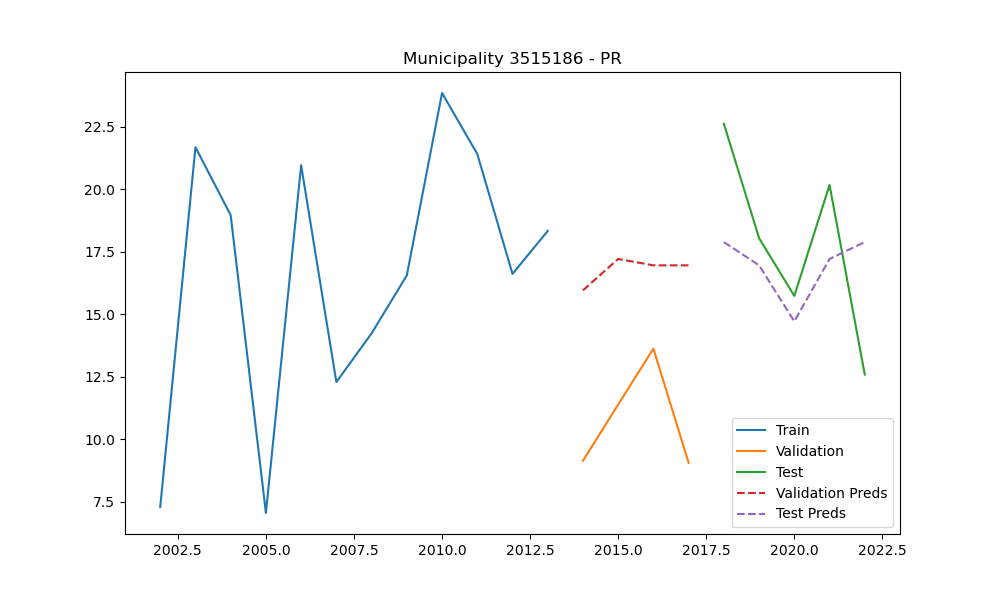 Municipality 3515186 - PR
22.5
20.0
17.5
15.0
12.5
10.0
7.5
2002.5 2005.0 2007.5 2010.0 2012.5 2015.0 2017.5 2020.0 2022.5
Train
Validation
Test
Validation Preds
Test Preds